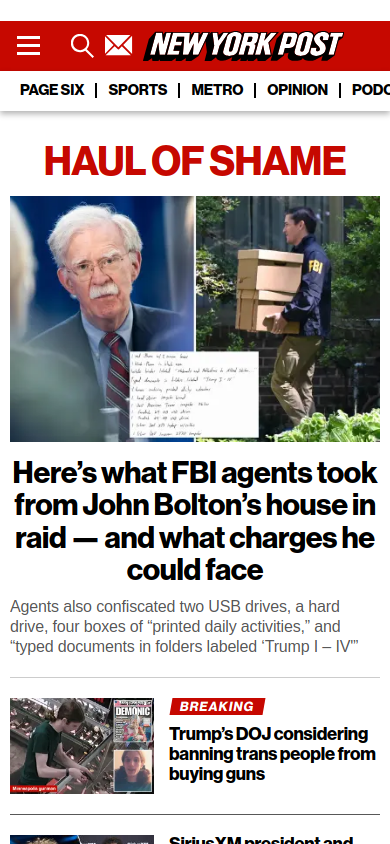 NEW YORK POST
PAGE SIX
SPORTS
METRO
OPINION
HAUL OF SHAME
FBI
Here’s what FBI agents took
from John Bolton’s house in
raid — and what charges he
could face
Agents also confiscated two USB drives, a hard
drive, four boxes of “printed daily activities,” and
“typed documents in folders labeled ‘Trump I – IV’”
DEMONIC
Minneapolis gunman
BREAKING
Trump’s DOJ considering
banning trans people from
buying guns
SiriusXM president and